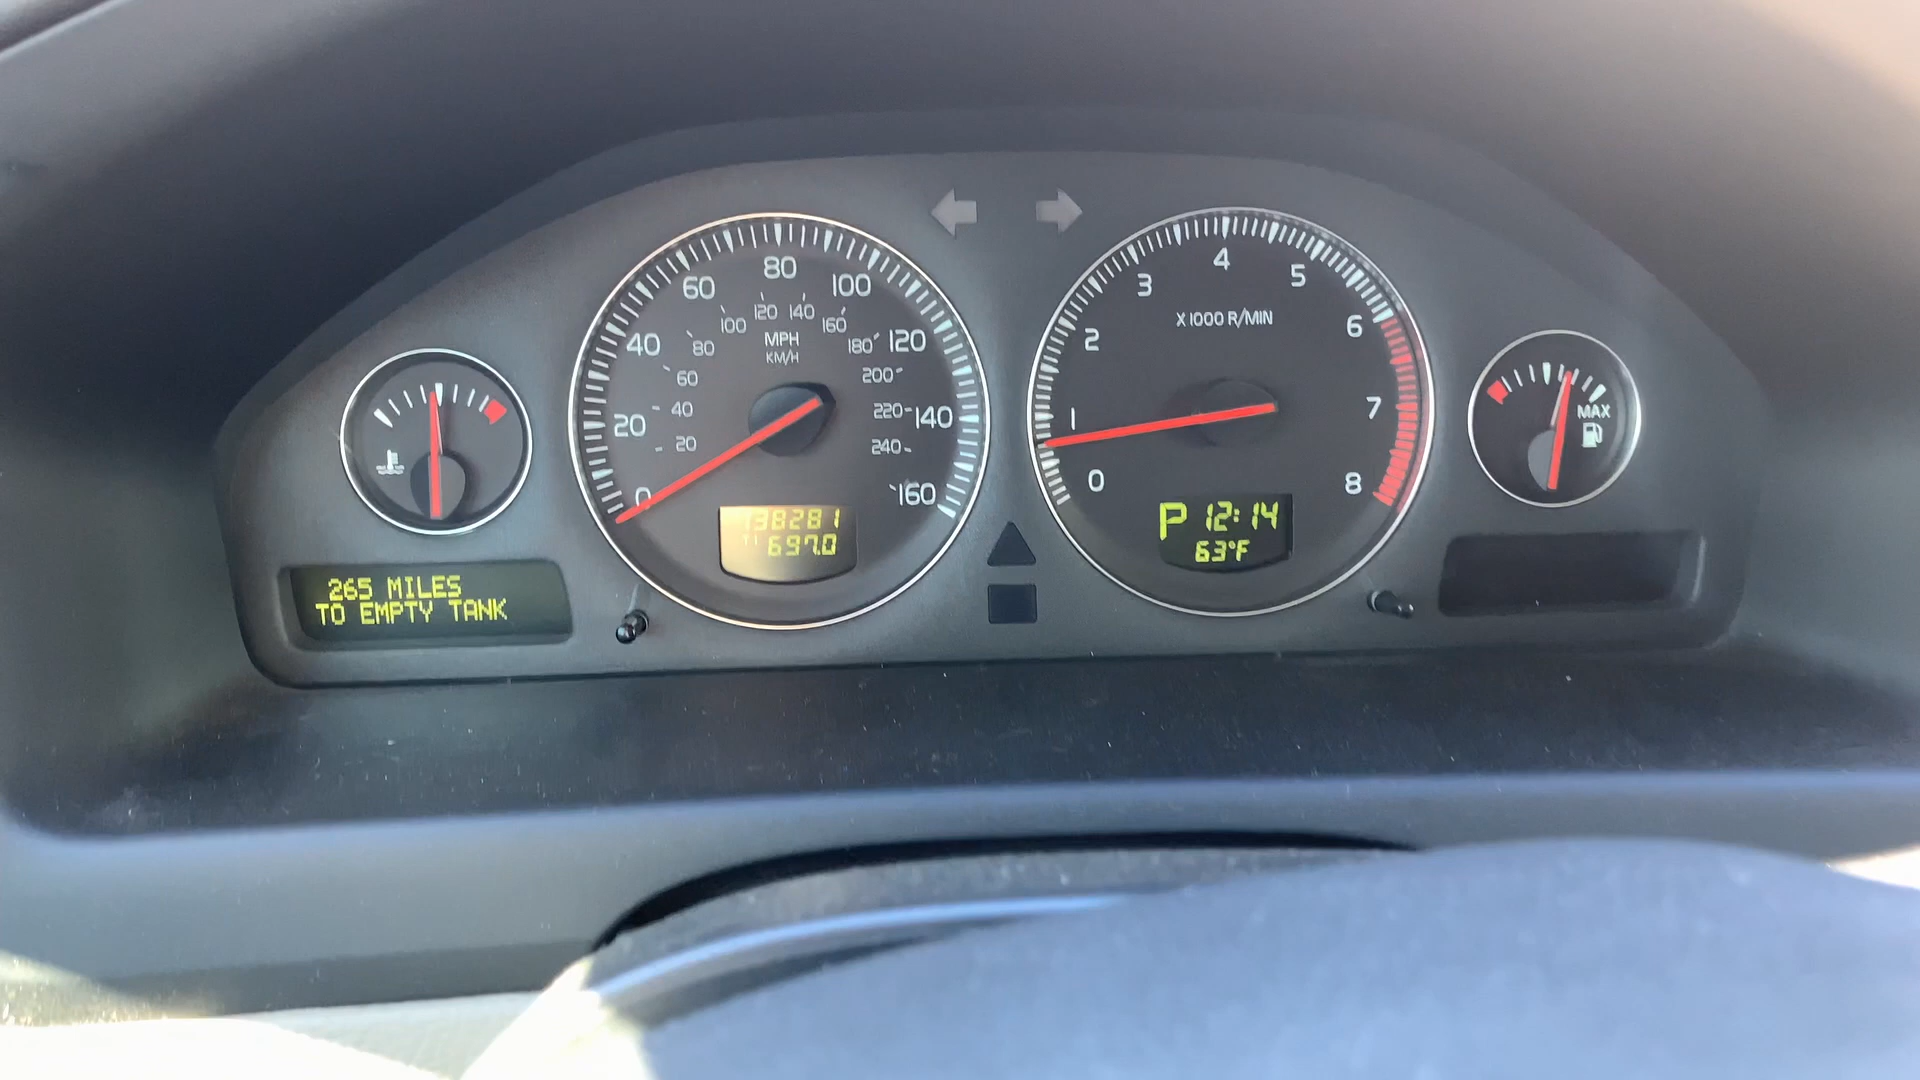 80
60 100
120 140
100 160
MPH
KM/H
40 80 180 120
60 200
40 220 140
20
20 240
0 160
138281
T1 697.0
4
3 5
X1000 R/MIN
2 6
1 7
0 8
P 12:14
63°F
MAX
265 MILES
TO EMPTY TANK